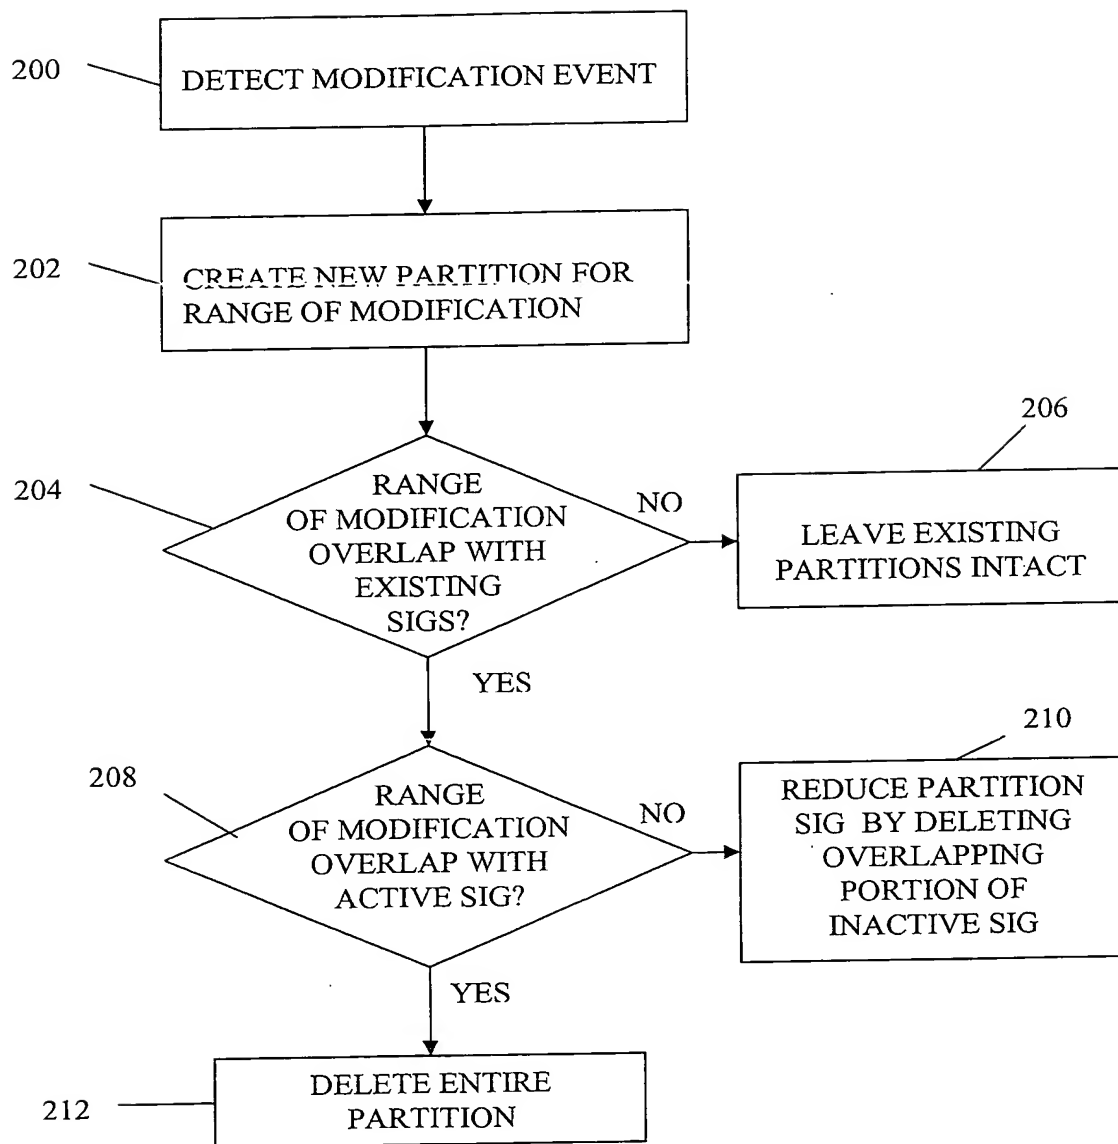 200
DETECT MODIFICATION EVENT
202
CREATE NEW PARTITION FOR
RANGE OF MODIFICATION
206
204
RANGE
OF MODIFICATION
OVERLAP WITH
EXISTING
SIGS?
NO
LEAVE EXISTING
PARTITIONS INTACT
YES
210
208
RANGE
OF MODIFICATION
OVERLAP WITH
ACTIVE SIG?
NO
REDUCE PARTITION
SIG BY DELETING
OVERLAPPING
PORTION OF
INACTIVE SIG
YES
212
DELETE ENTIRE
PARTITION